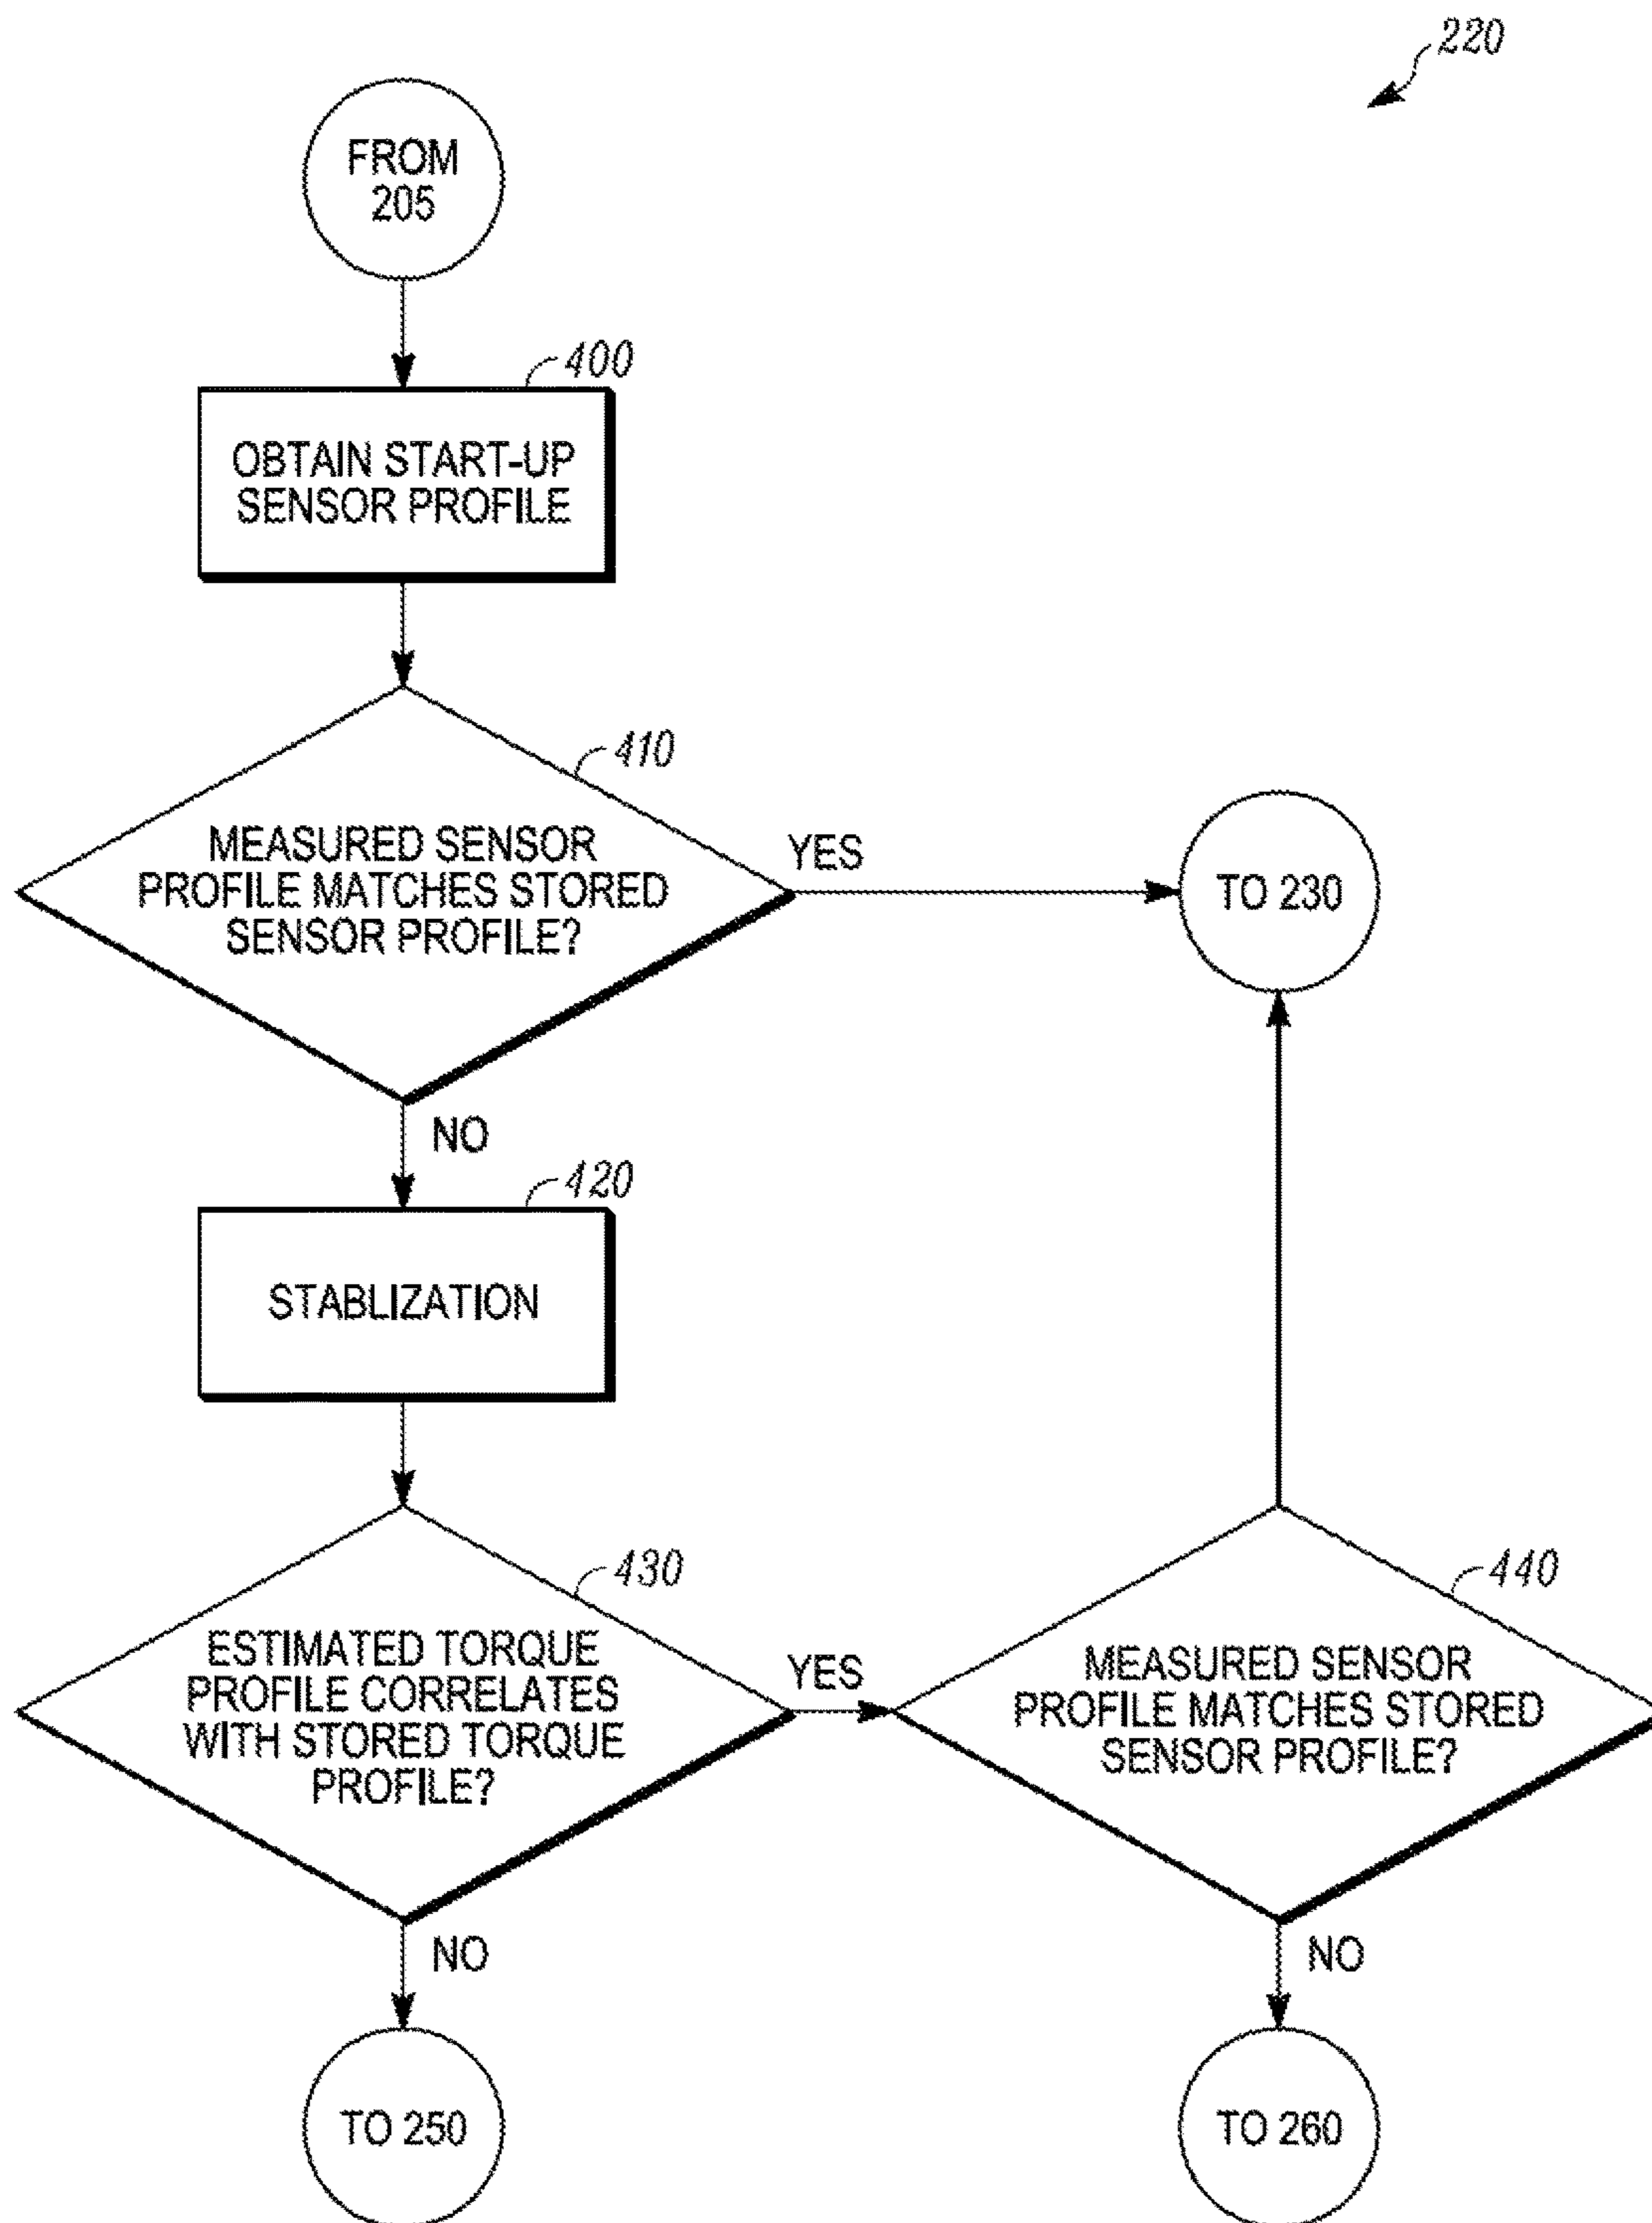 220
FROM
205
400
OBTAIN START-UP
SENSOR PROFILE
410
MEASURED SENSOR
PROFILE MATCHES STORED
SENSOR PROFILE?
YES
TO 230
NO
420
STABLIZATION
430
ESTIMATED TORQUE
PROFILE CORRELATES
WITH STORED TORQUE
PROFILE?
YES
440
MEASURED SENSOR
PROFILE MATCHES STORED
SENSOR PROFILE?
NO
NO
TO 250
TO 260